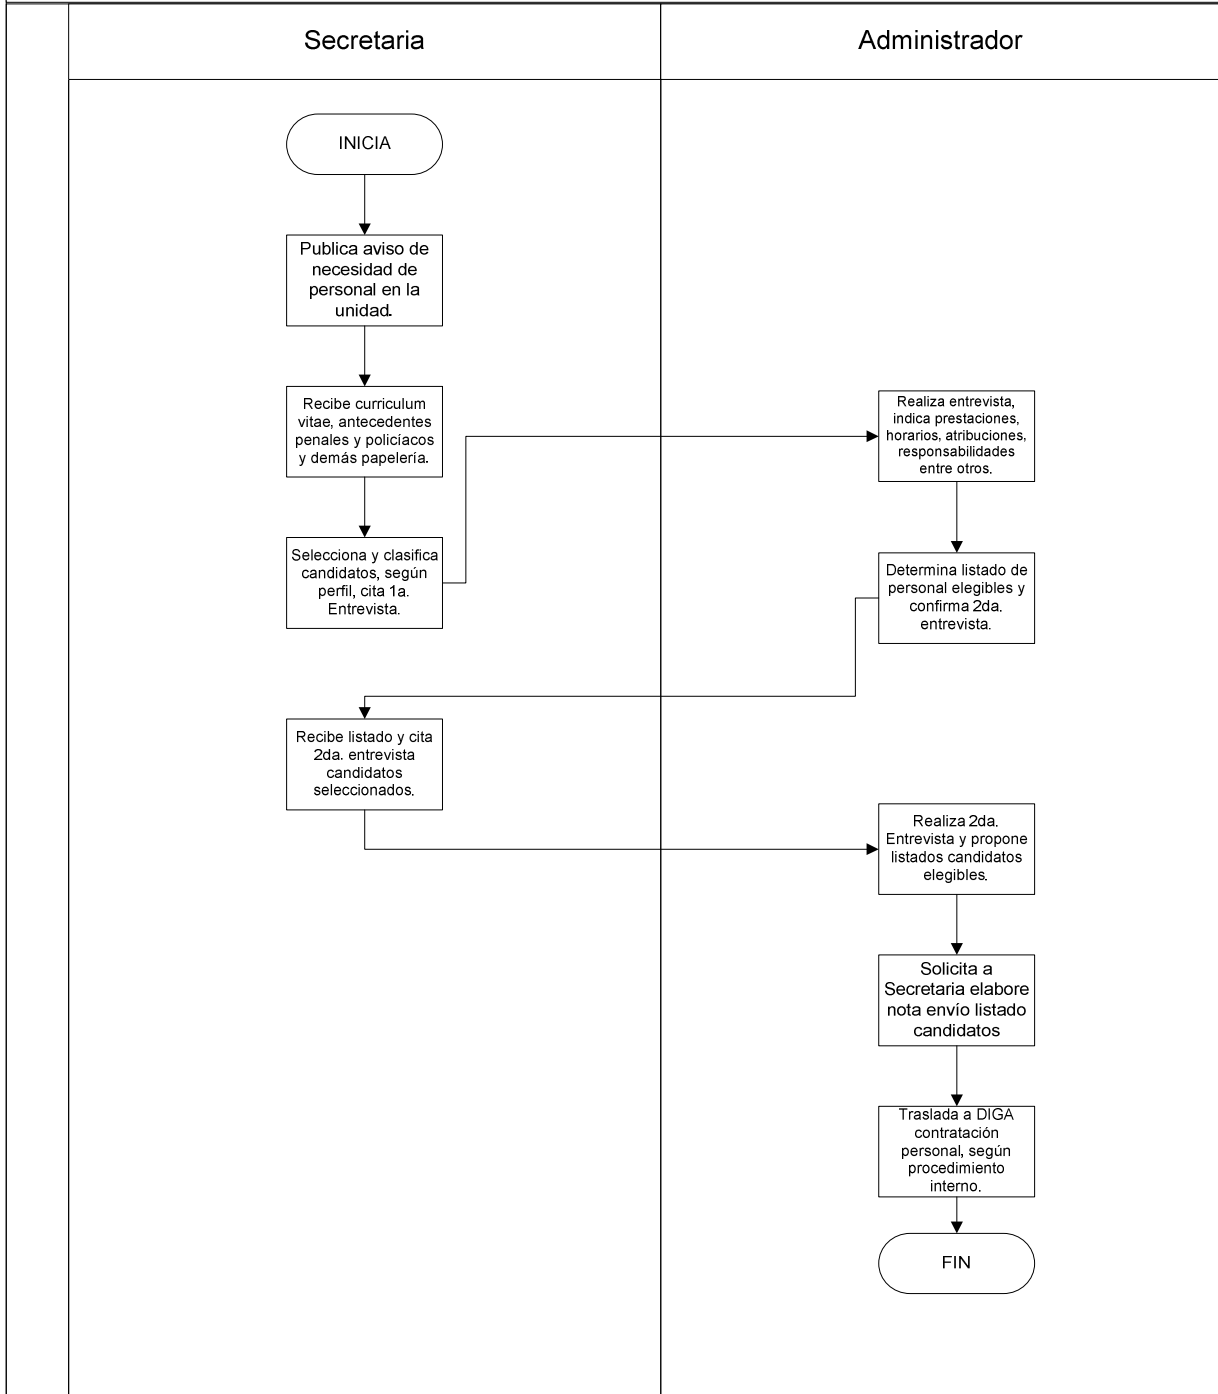 Secretaria
Administrador
INICIA
Publica aviso de
necesidad de
personal en la
unidad.
Recibe curriculum
vitae, antecedentes
penales y policíacos
y demás papelería.
Selecciona y clasifica
candidatos, según
perfil, cita 1a.
Entrevista.
Realiza entrevista,
indica prestaciones,
horarios, atribuciones,
responsabilidades
entre otros.
Determina listado de
personal elegibles y
confirma 2da.
entrevista.
Recibe listado y cita
2da. entrevista
candidatos
seleccionados.
Realiza 2da.
Entrevista y propone
listados candidatos
elegibles.
Solicita a
Secretaria elabore
nota envío listado
candidatos
Traslada a DIGA
contratación
personal, según
procedimiento
interno.
FIN